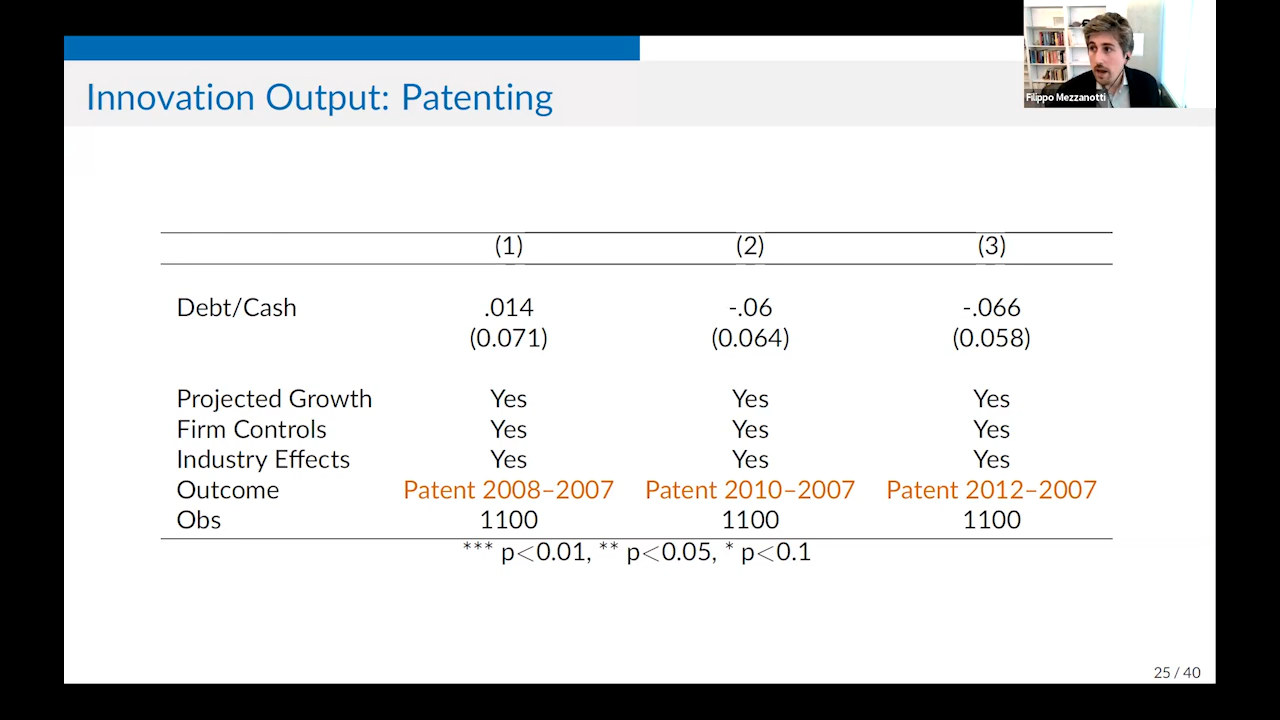 Innovation Output: Patenting
Filippo Mezzanotti
(1) (2) (3)
Debt/Cash .014 -.06 -.066
(0.071) (0.064) (0.058)
Projected Growth Yes Yes Yes
Firm Controls Yes Yes Yes
Industry Effects Yes Yes Yes
Outcome Patent 2008–2007 Patent 2010–2007 Patent 2012–2007
Obs 1100 1100 1100
*** p<0.01, ** p<0.05, * p<0.1
25 / 40